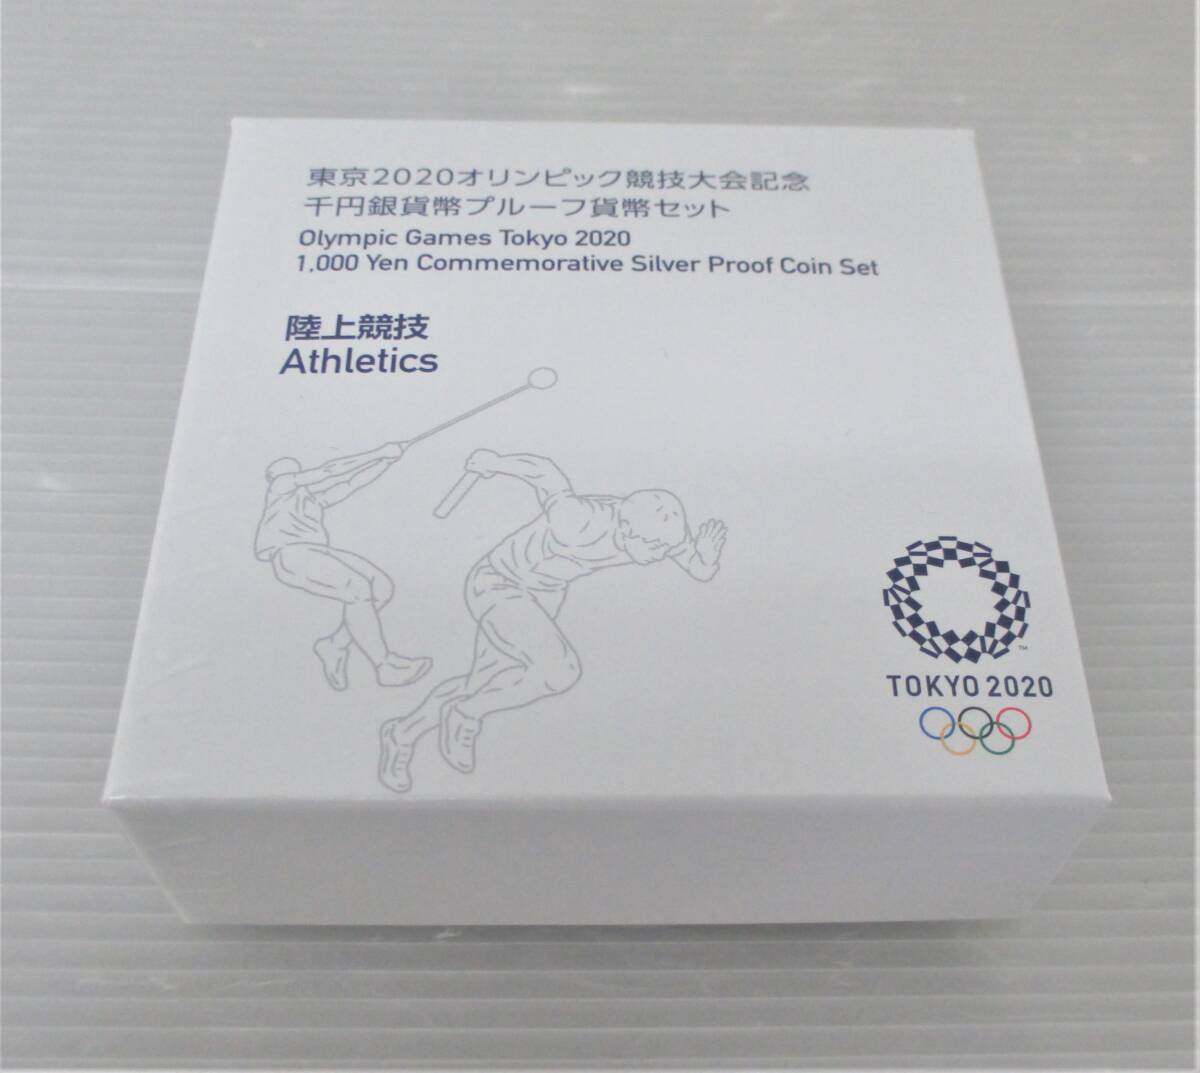 東京2020オリンピック競技大会記念
千円銀貨幣プルーフ貨幣セット
Olympic Games Tokyo 2020
1,000 Yen Commemorative Silver Proof Coin Set
陸上競技
Athletics
TM
TOKYO 2020